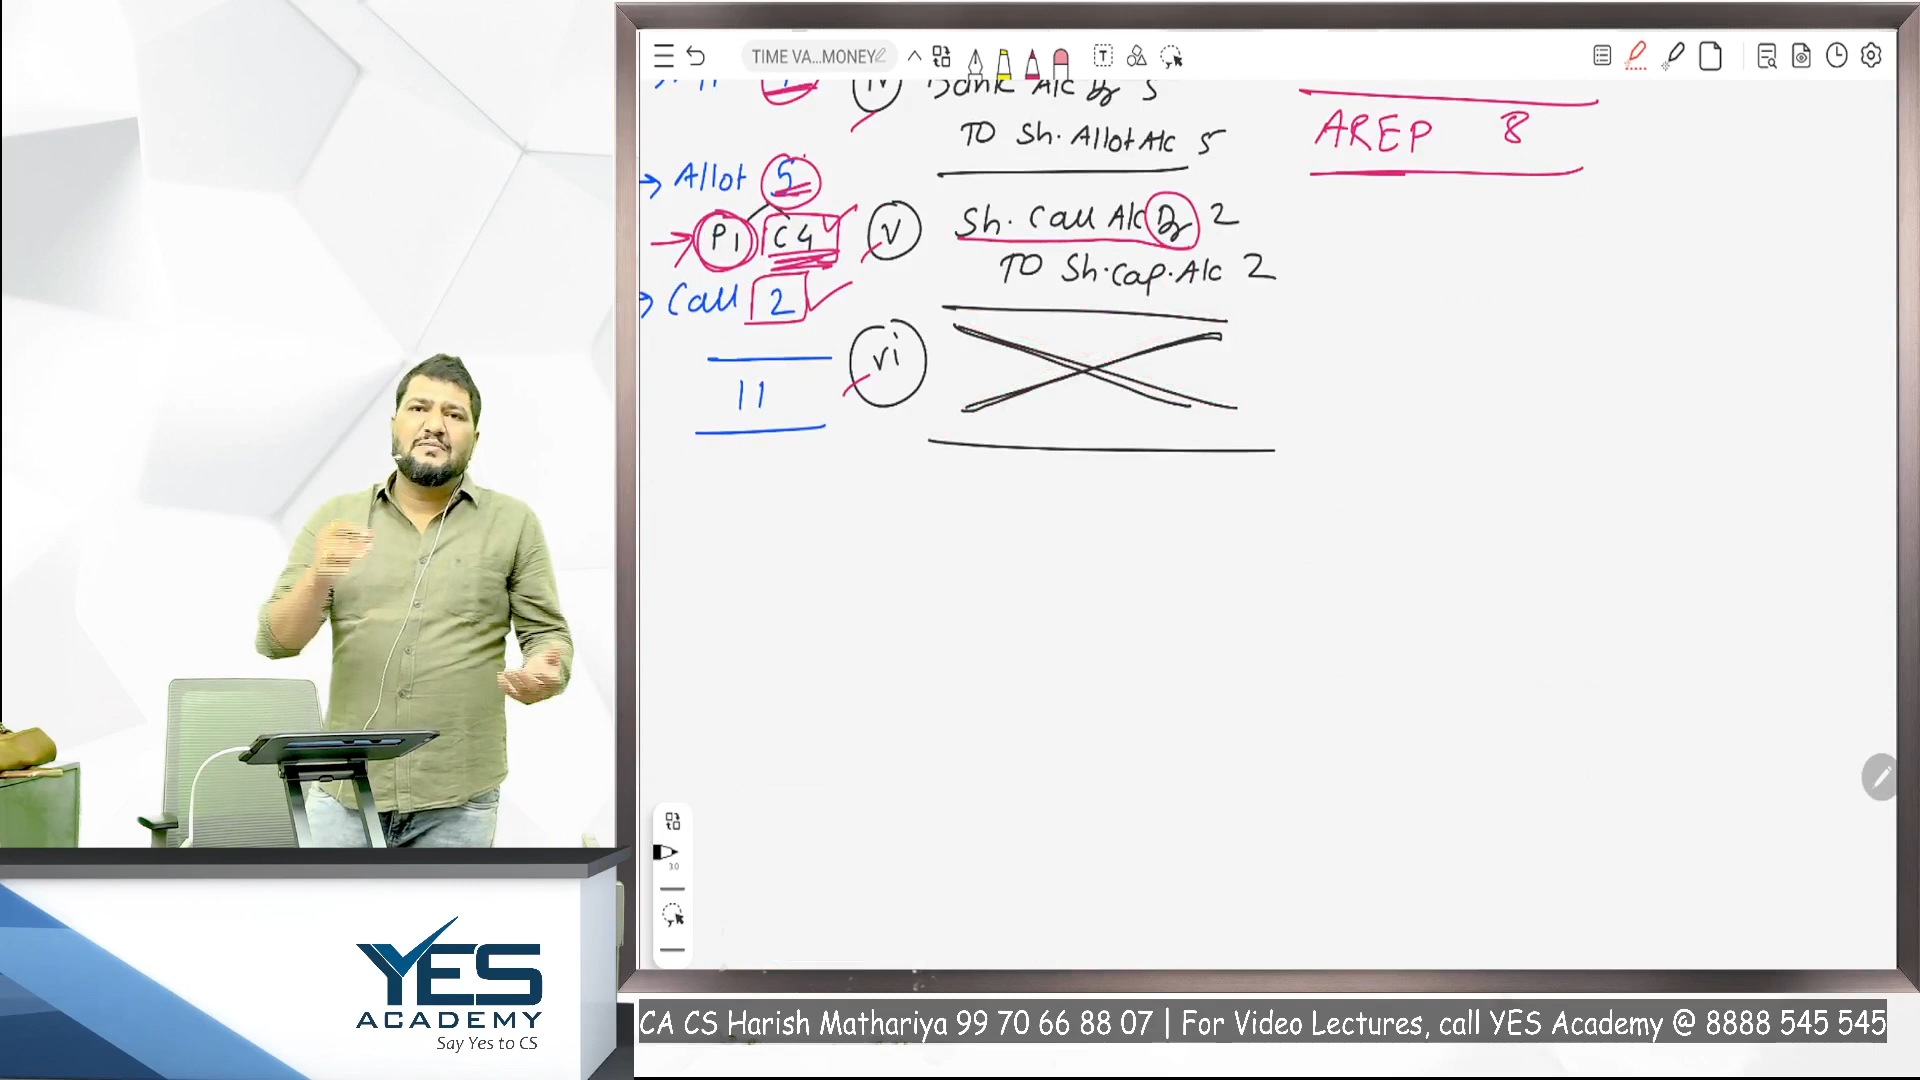 TIME VA...MONEY
Bank A/c Dr 5
TO Sh. Allot A/c 5
AREP 8
→ Allot 5
P1 C4
V
Sh. Call A/c Dr 2
TO Sh. Cap. A/c 2
Call 2
vi
11
3.0
YES
ACADEMY
Say Yes to CS
CA CS Harish Mathariya 99 70 66 88 07 | For Video Lectures, call YES Academy @ 8888 545 545